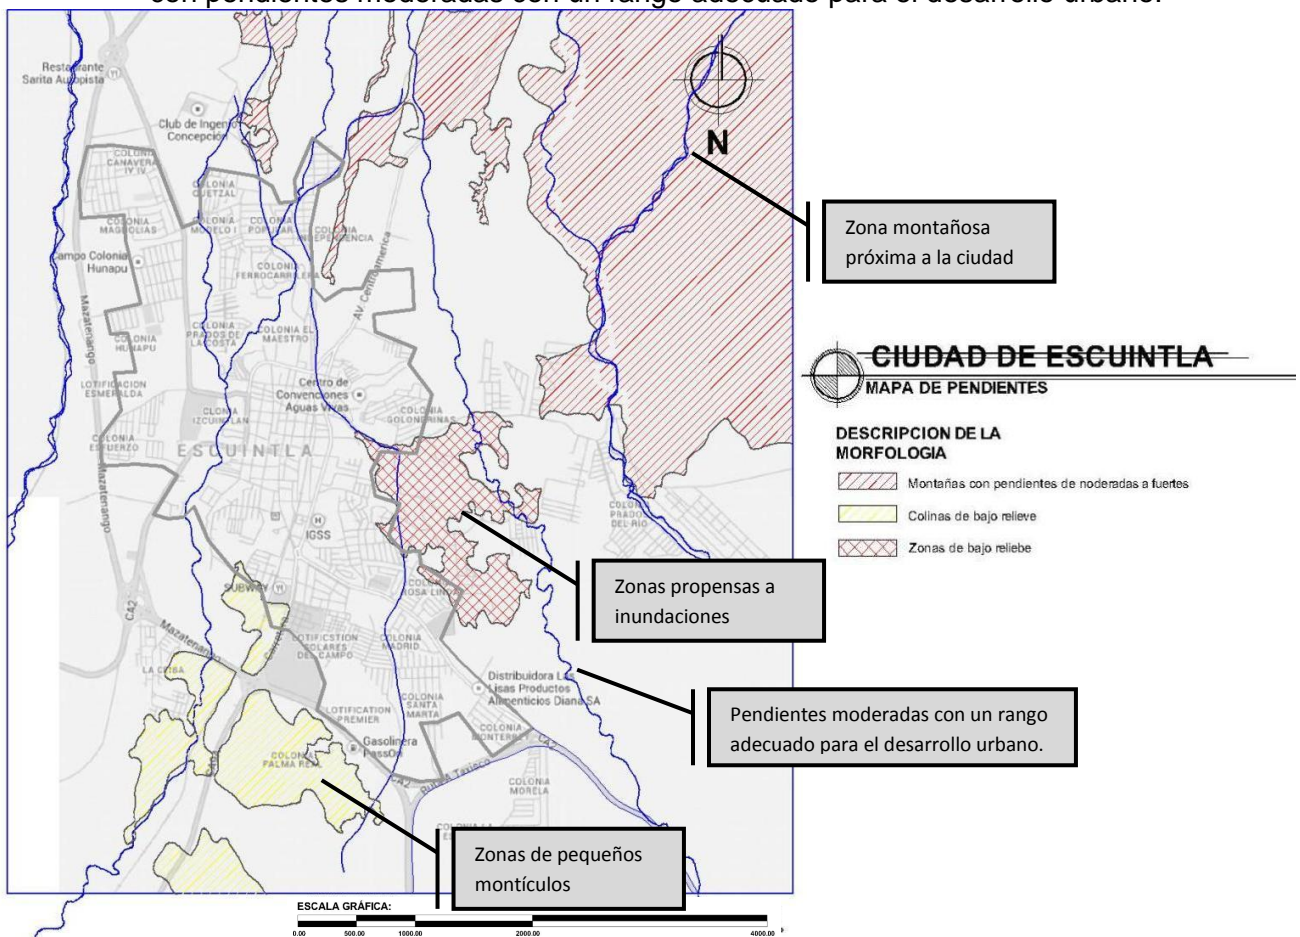 con pendientes moderadas con un rango adecuado para el desarrollo urbano.
Restaurante
Sarita Autopista
Club de Ingenio
Concepción
N
COLONIA
CANAVERA
IV IV
COLONIA
QUETZAL
COLONIA
MAGNOLIAS
COLONIA
MODELO I
COLONIA
POPULAR
COLONIA
INDEPENDENCIA
Zona montañosa
próxima a la ciudad
Campo Colonia
Hunapu
COLONIA
FERROCARRILERA
AV. Centroamerica
Mazatenango
COLONIA
HUNAPU
COLONIA
PRADOS DE
LA COSTA
COLONIA EL
MAESTRO
CIUDAD DE ESCUINTLA
MAPA DE PENDIENTES
LOTIFICACION
ESMERALDA
Centro de
Convenciones
Aguas Vivas
CLONIA
IZCUINTLAN
COLONIA
GOLONDRINAS
DESCRIPCION DE LA
MORFOLOGIA
COLONIA
ESFUERZO
ESCUINTLA
Montañas con pendientes de noderadas a fuertes
Mazatenango
Colinas de bajo relieve
COLONIA
PRADOS
DEL RIO
IGSS
Zonas de bajo reliebe
Zonas propensas a
inundaciones
SUBWAY
COLONIA
ROSA LINDA
CA2
Mazatenango
Carretera
LOTIFICSTION
SOLARES
DEL CAMPO
COLONIA
MADRID
LA CEIBA
Distribuidora Las
Lisas Productos
Alimenticios Diana SA
COLONIA
SANTA
MARTA
LOTIFICATION
PREMIER
Pendientes moderadas con un rango
adecuado para el desarrollo urbano.
COLONIA
MONTERREY
CA2
Gasolinera
PassOn
COLONIA
PALMA REAL
CA2
Ruta A Taxisco
COLONIA
MORELA
Zonas de pequeños
montículos
ESCALA GRÁFICA:
0.00 500.00 1000.00 2000.00 4000.00